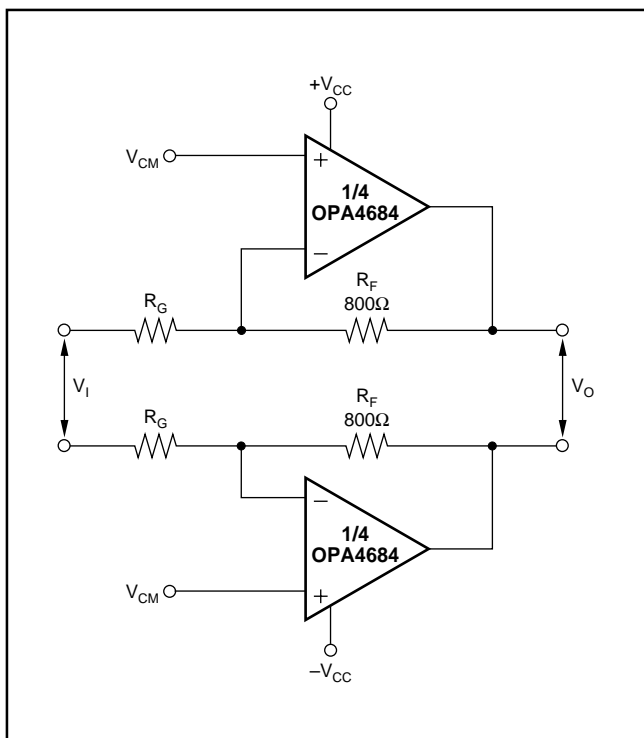 +V_CC
V_CM
+
1/4
OPA4684
–
R_G
R_F
800Ω
V_I
V_O
R_G
R_F
800Ω
–
1/4
OPA4684
V_CM
+
–V_CC